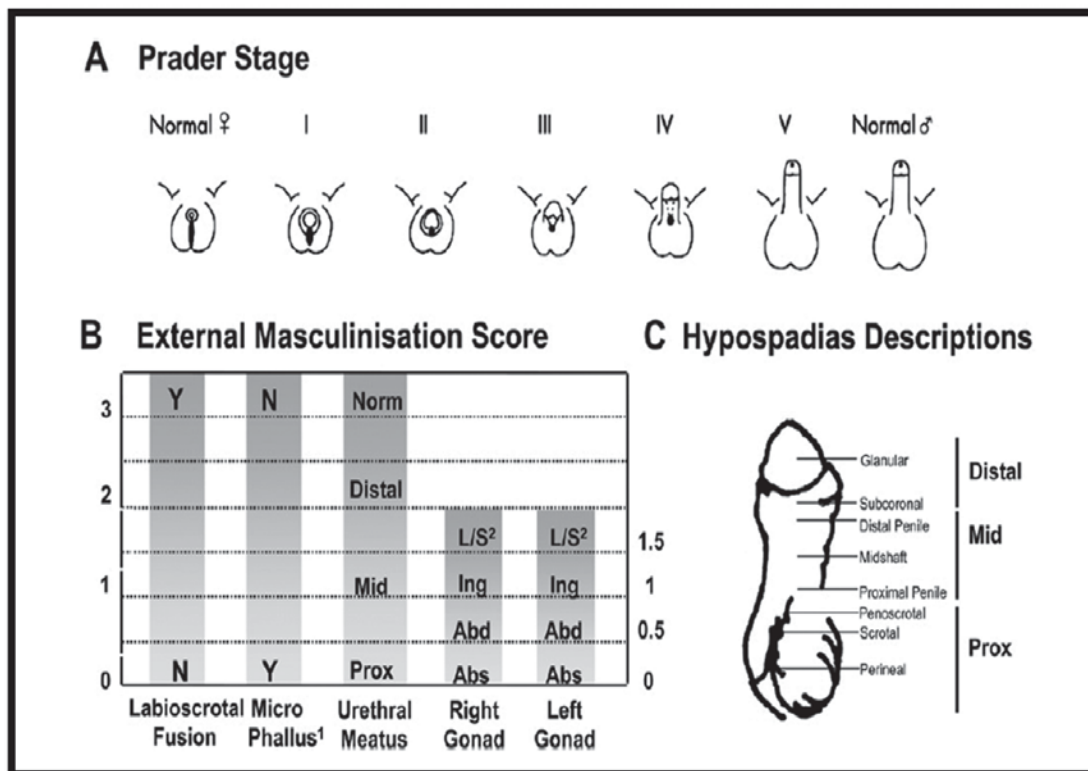 A Prader Stage
Normal ♀ I II III IV V Normal ♂
B External Masculinisation Score
3
2
1
0
Y N Norm
Distal
Mid
N Y Prox
L/S² L/S²
Ing Ing
Abd Abd
Abs Abs
1.5
1
0.5
0
Labioscrotal Fusion
Micro Phallus¹
Urethral Meatus
Right Gonad
Left Gonad
C Hypospadias Descriptions
Glanular
Subcoronal
Distal Penile
Midshaft
Proximal Penile
Penoscrotal
Scrotal
Perineal
Distal
Mid
Prox